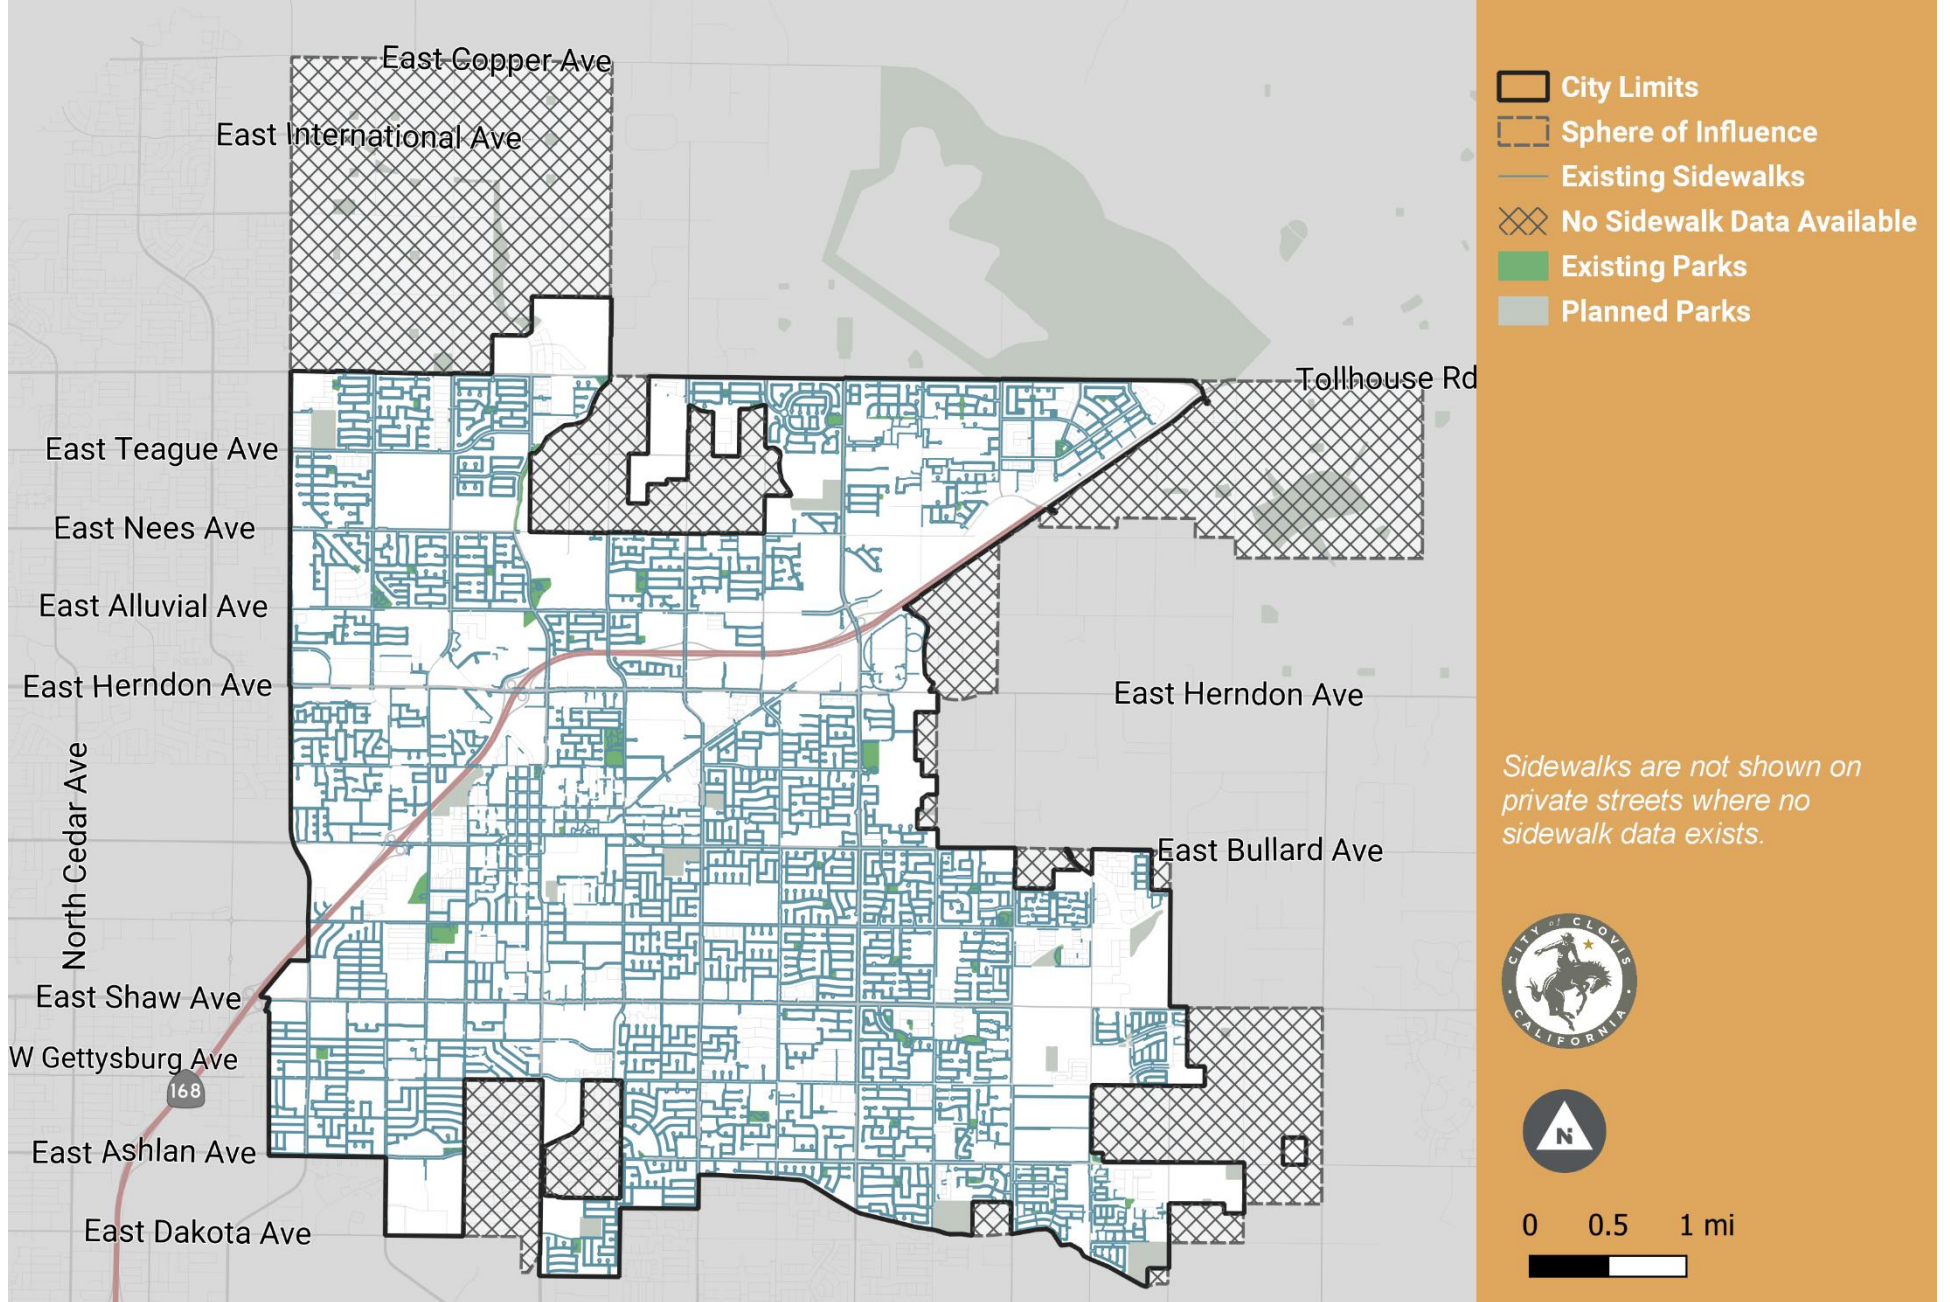 East Copper Ave
East International Ave
Tollhouse Rd
East Teague Ave
East Nees Ave
East Alluvial Ave
East Herndon Ave
East Herndon Ave
North Cedar Ave
East Bullard Ave
East Shaw Ave
W Gettysburg Ave
168
East Ashlan Ave
East Dakota Ave
City Limits
Sphere of Influence
Existing Sidewalks
No Sidewalk Data Available
Existing Parks
Planned Parks
Sidewalks are not shown on
private streets where no
sidewalk data exists.
CITY of CLOVIS
CALIFORNIA
N
0 0.5 1 mi